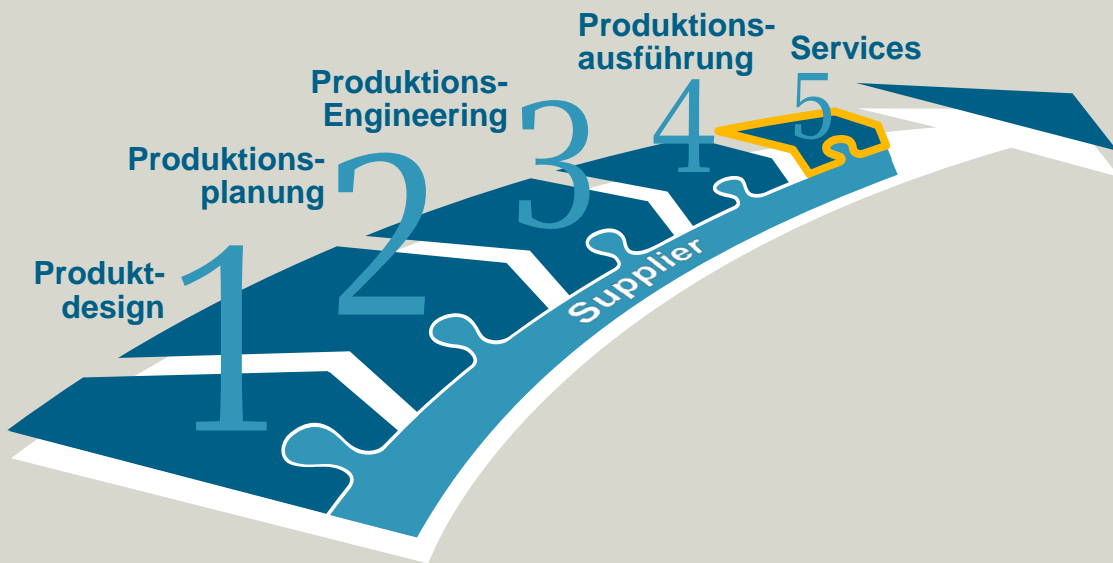 Produkt-
design
1
Produktions-
planung
2
Produktions-
Engineering
3
Produktions-
ausführung
4
Services
5
Supplier